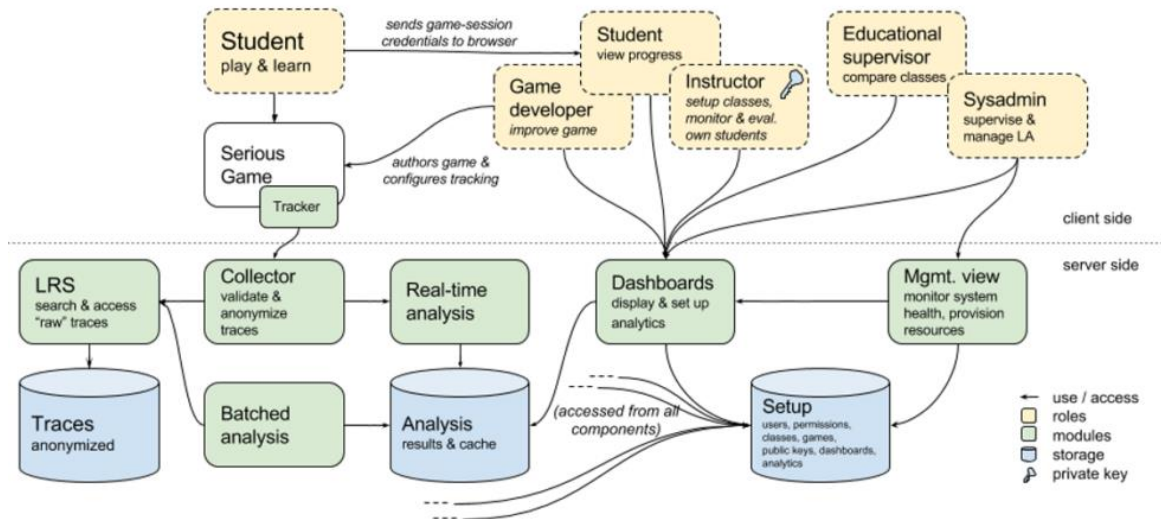 Student
play & learn
sends game-session
credentials to browser
Student
view progress
Game
developer
improve game
Instructor
setup classes,
monitor & eval.
own students
Educational
supervisor
compare classes
Sysadmin
supervise &
manage LA
Serious
Game
Tracker
authors game &
configures tracking
client side
server side
LRS
search & access
"raw" traces
Collector
validate &
anonymize
traces
Real-time
analysis
Dashboards
display & set up
analytics
Mgmt. view
monitor system
health, provision
resources
Traces
anonymized
Batched
analysis
Analysis
results & cache
(accessed from all
components)
Setup
users, permissions,
classes, games,
public keys, dashboards,
analytics
use / access
roles
modules
storage
private key